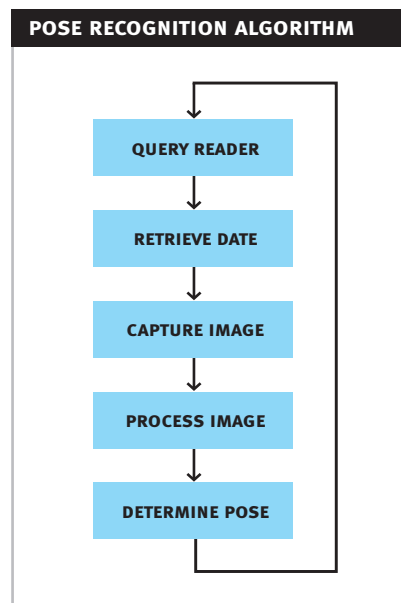 POSE RECOGNITION ALGORITHM
QUERY READER
RETRIEVE DATE
CAPTURE IMAGE
PROCESS IMAGE
DETERMINE POSE